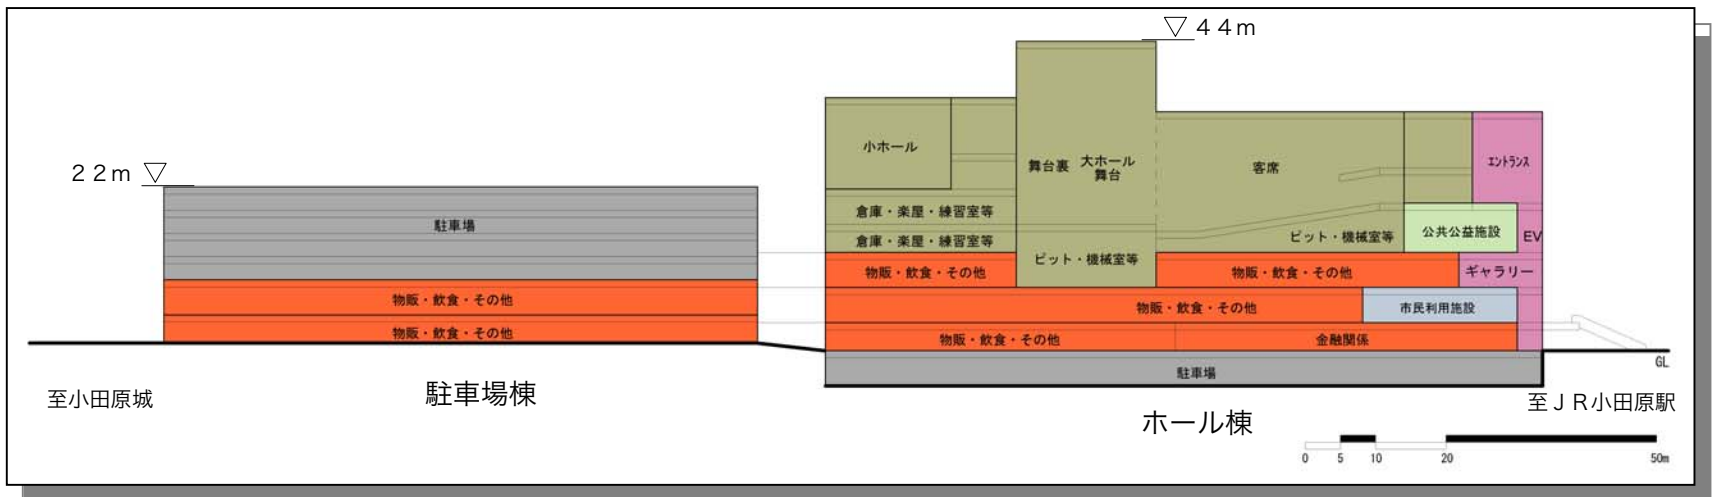 ▽ 44m
22m ▽
小ホール
舞台裏
大ホール
舞台
客席
エントランス
倉庫・楽屋・練習室等
倉庫・楽屋・練習室等
駐車場
公共公益施設
ピット・機械室等
EV
ピット・機械室等
物販・飲食・その他
物販・飲食・その他
ギャラリー
物販・飲食・その他
物販・飲食・その他
市民利用施設
物販・飲食・その他
物販・飲食・その他
金融関係
GL
駐車場
至小田原城
駐車場棟
ホール棟
至JR小田原駅
0 5 10 20 50m